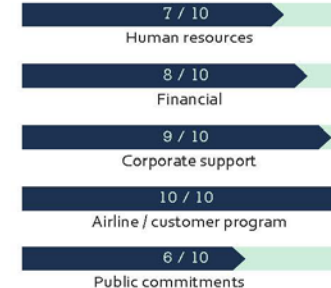 7 / 10
Human resources
8 / 10
Financial
9 / 10
Corporate support
10 / 10
Airline / customer program
6 / 10
Public commitments